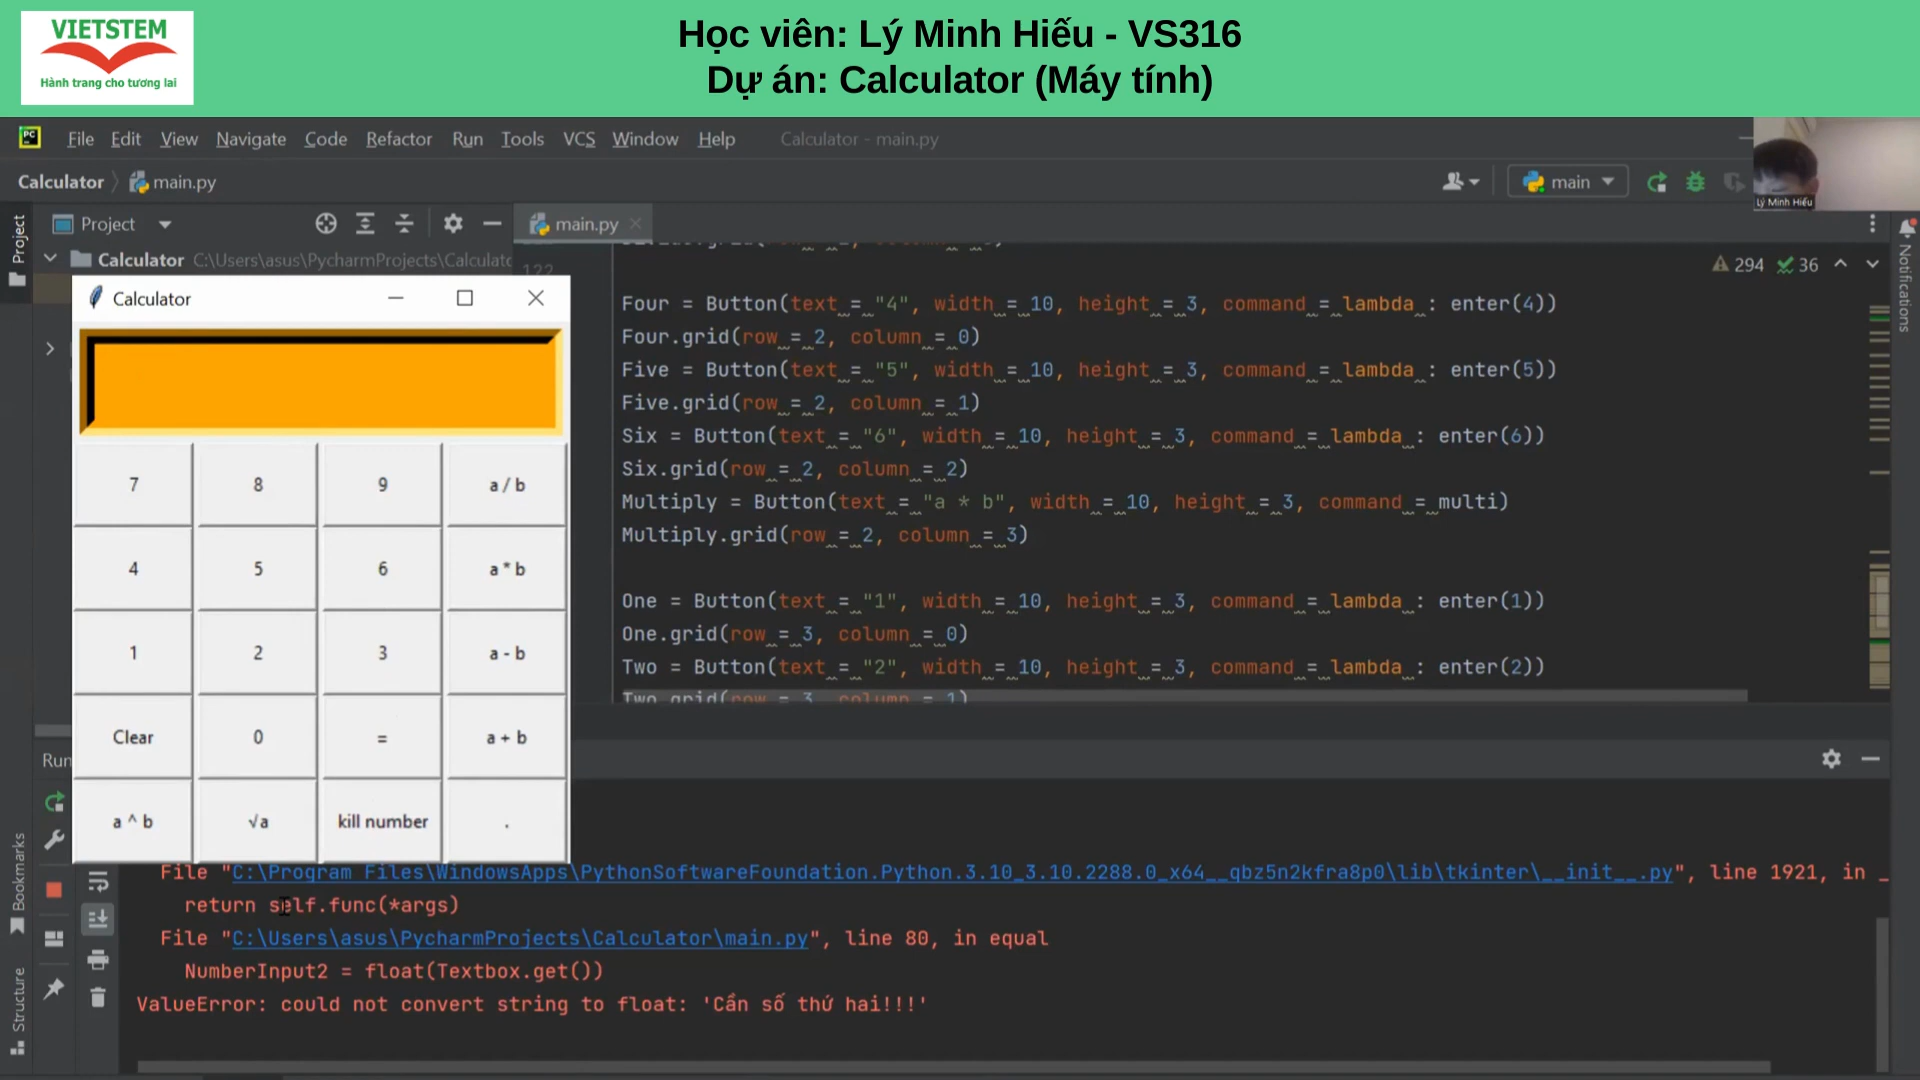 VIETSTEM
Hành trang cho tương lai
Học viên: Lý Minh Hiếu - VS316
Dự án: Calculator (Máy tính)
File Edit View Navigate Code Refactor Run Tools VCS Window Help Calculator - main.py
Calculator main.py
main
Lý Minh Hiếu
Project
Project
main.py
Calculator C:\Users\asus\PycharmProjects\Calculato
122
294 36
Notifications
Calculator
7 8 9 a / b
4 5 6 a * b
1 2 3 a - b
Clear 0 = a + b
a ^ b √a kill number .
Four = Button(text = "4", width = 10, height = 3, command = lambda : enter(4))
Four.grid(row = 2, column = 0)
Five = Button(text = "5", width = 10, height = 3, command = lambda : enter(5))
Five.grid(row = 2, column = 1)
Six = Button(text = "6", width = 10, height = 3, command = lambda : enter(6))
Six.grid(row = 2, column = 2)
Multiply = Button(text = "a * b", width = 10, height = 3, command = multi)
Multiply.grid(row = 2, column = 3)
One = Button(text = "1", width = 10, height = 3, command = lambda : enter(1))
One.grid(row = 3, column = 0)
Two = Button(text = "2", width = 10, height = 3, command = lambda : enter(2))
Two.grid(row = 3, column = 1)
Run
Bookmarks
Structure
File "C:\Program Files\WindowsApps\PythonSoftwareFoundation.Python.3.10_3.10.2288.0_x64__qbz5n2kfra8p0\lib\tkinter\__init__.py", line 1921, in _
return self.func(*args)
File "C:\Users\asus\PycharmProjects\Calculator\main.py", line 80, in equal
NumberInput2 = float(Textbox.get())
ValueError: could not convert string to float: 'Cần số thứ hai!!!'